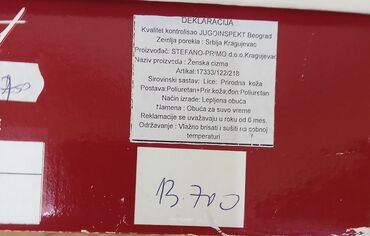 DEKLARACIJA
Kvalitet kontrolisao JUGOINSPEKT Beograd
Zemlja porekla : Srbija Kragujevac
Proizvođač: STEFANO-PRIMO d.o.o.Kragujevac
Naziv proizvoda : Ženska cizma
Artikal:17333/122/218
Sirovinski sastav: Lice: Prirodna koža
Postava:Poliuretan+Prir.koža;đon:Poliuretan
Način izrade: Lepljena obuća
Namena : Obuća za suvo vreme
Reklamacije se uvažavaju u roku od 6 mes.
Održavanje : Vlažno brisati i sušiti na sobnoj
temperaturi
13.700